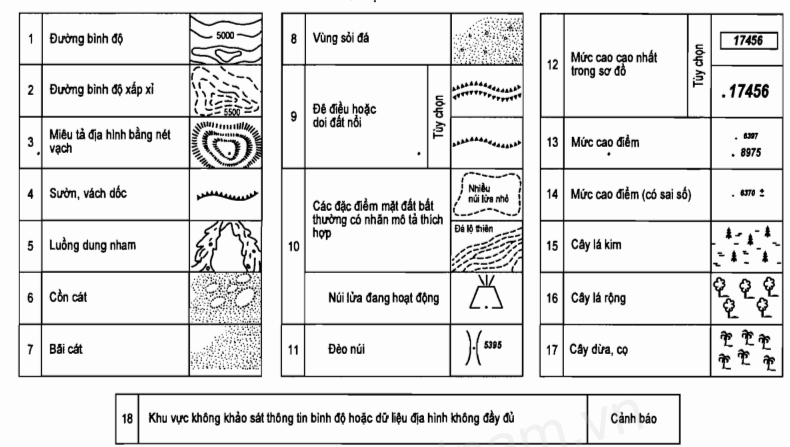 1 Đường bình độ 5000
2 Đường bình độ xấp xỉ 5500
3 Miêu tả địa hình bằng nét
vạch
4 Sườn, vách dốc
5 Luồng dung nham
6 Cồn cát
7 Bãi cát
8 Vùng sỏi đá
9 Đê điều hoặc
doi đất nổi
Tùy chọn
10 Các đặc điểm mặt đất bất
thường có nhãn mô tả thích
hợp
Nhiều
núi lửa nhỏ
Đá lộ thiên
Núi lửa đang hoạt động
11 Đèo núi 5395
12 Mức cao cao nhất
trong sơ đồ
Tùy chọn
17456
.17456
13 Mức cao điểm
. 6397
. 8975
14 Mức cao điểm (có sai số) . 6370 ±
15 Cây lá kim
16 Cây lá rộng
17 Cây dừa, cọ
18 Khu vực không khảo sát thông tin bình độ hoặc dữ liệu địa hình không đầy đủ Cảnh báo